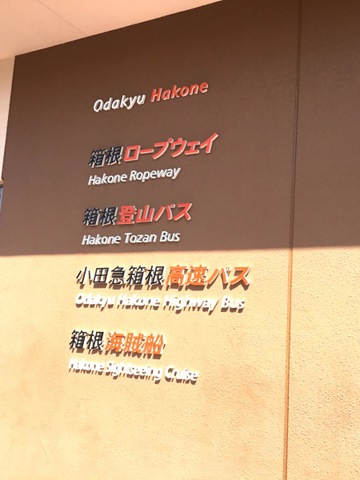 Odakyu Hakone
箱根ロープウェイ
Hakone Ropeway
箱根登山バス
Hakone Tozan Bus
小田急箱根高速バス
Odakyu Hakone Highway Bus
箱根海賊船
Hakone Sightseeing Cruise